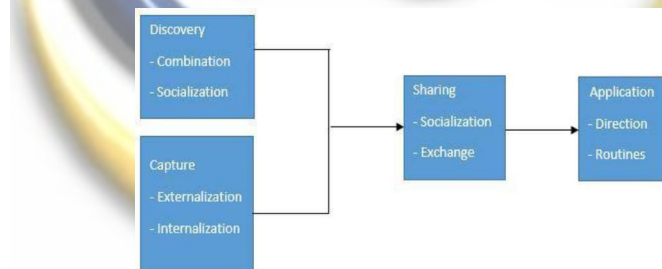 Discovery
- Combination
- Socialization
Capture
- Externalization
- Internalization
Sharing
- Socialization
- Exchange
Application
- Direction
- Routines